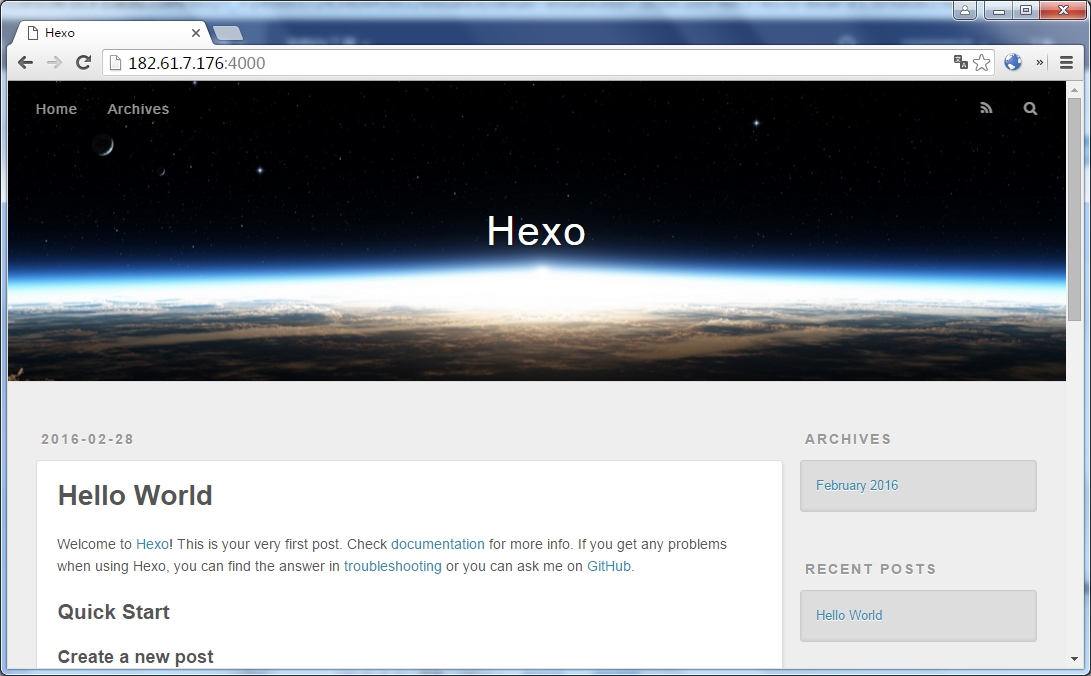 Hexo
182.61.7.176:4000
Home Archives
Hexo
2016-02-28
Hello World
Welcome to Hexo! This is your very first post. Check documentation for more info. If you get any problems
when using Hexo, you can find the answer in troubleshooting or you can ask me on GitHub.
Quick Start
Create a new post
ARCHIVES
February 2016
RECENT POSTS
Hello World